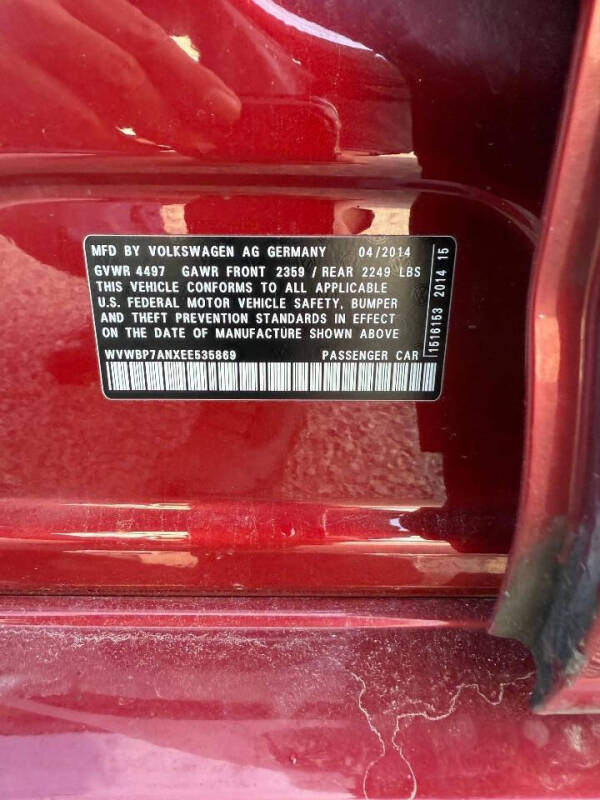 MFD BY VOLKSWAGEN AG GERMANY 04/2014
GVWR 4497 GAWR FRONT 2359 / REAR 2249 LBS
THIS VEHICLE CONFORMS TO ALL APPLICABLE
U.S. FEDERAL MOTOR VEHICLE SAFETY, BUMPER
AND THEFT PREVENTION STANDARDS IN EFFECT
ON THE DATE OF MANUFACTURE SHOWN ABOVE
WVWBP7ANXEE535869 PASSENGER CAR
1516153 2014 15